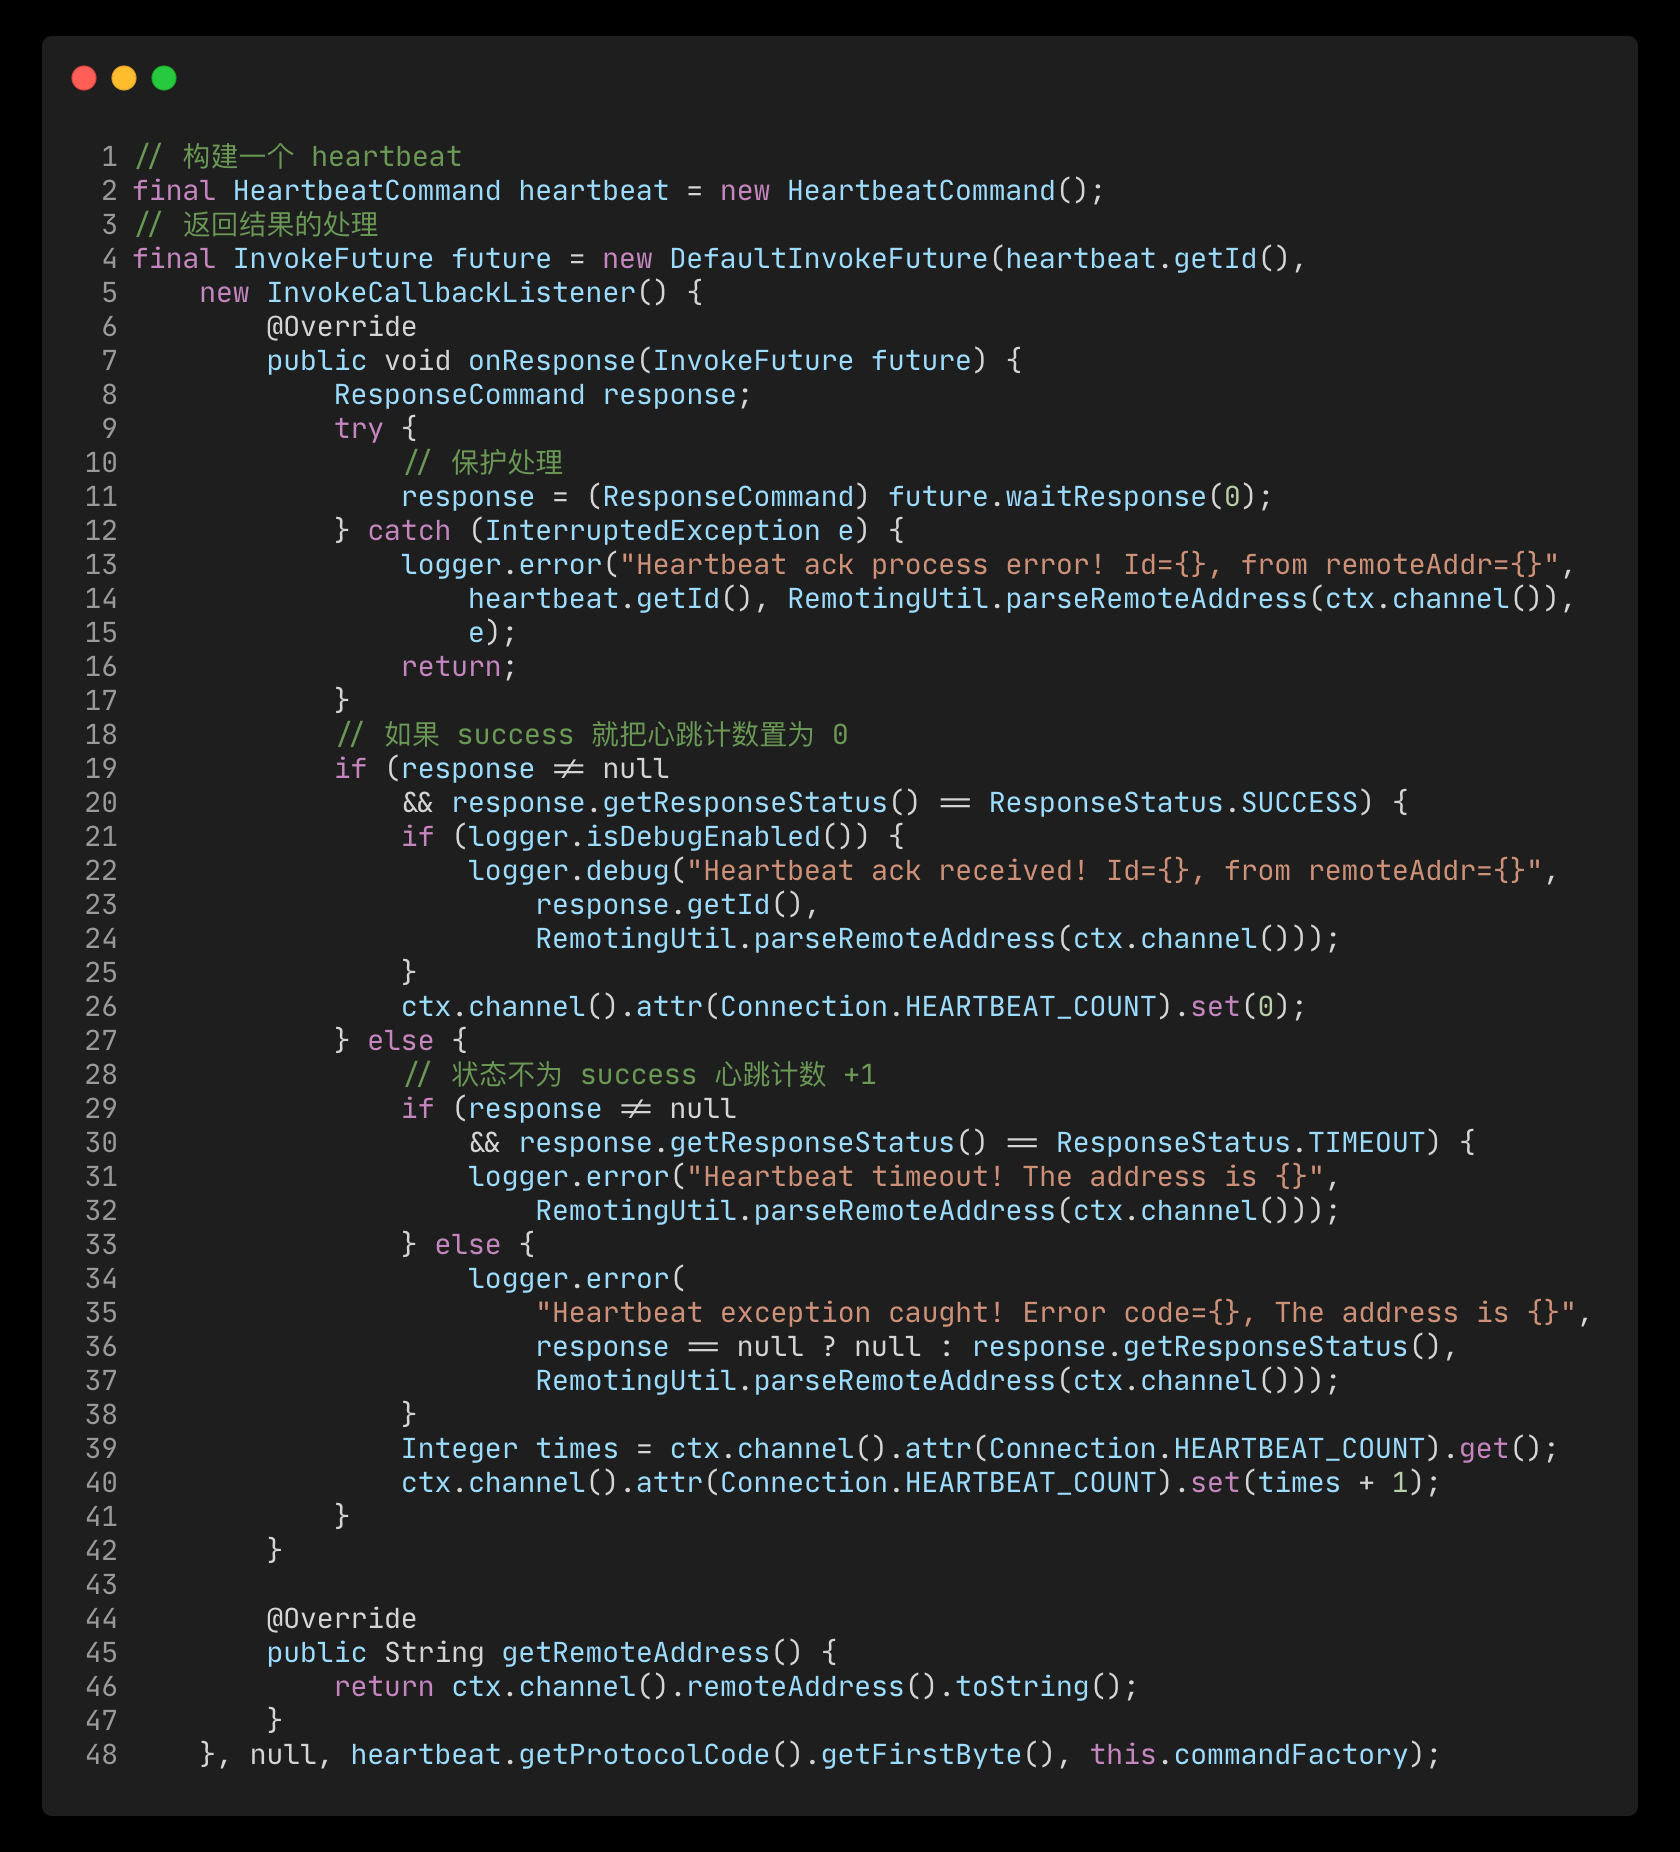 1 // 构建一个 heartbeat
2 final HeartbeatCommand heartbeat = new HeartbeatCommand();
3 // 返回结果的处理
4 final InvokeFuture future = new DefaultInvokeFuture(heartbeat.getId(),
5     new InvokeCallbackListener() {
6         @Override
7         public void onResponse(InvokeFuture future) {
8             ResponseCommand response;
9             try {
10                 // 保护处理
11                 response = (ResponseCommand) future.waitResponse(0);
12             } catch (InterruptedException e) {
13                 logger.error("Heartbeat ack process error! Id={}, from remoteAddr={}",
14                     heartbeat.getId(), RemotingUtil.parseRemoteAddress(ctx.channel()),
15                     e);
16                 return;
17             }
18             // 如果 success 就把心跳计数置为 0
19             if (response != null
20                 && response.getResponseStatus() == ResponseStatus.SUCCESS) {
21                 if (logger.isDebugEnabled()) {
22                     logger.debug("Heartbeat ack received! Id={}, from remoteAddr={}",
23                         response.getId(),
24                         RemotingUtil.parseRemoteAddress(ctx.channel()));
25                 }
26                 ctx.channel().attr(Connection.HEARTBEAT_COUNT).set(0);
27             } else {
28                 // 状态不为 success 心跳计数 +1
29                 if (response != null
30                     && response.getResponseStatus() == ResponseStatus.TIMEOUT) {
31                     logger.error("Heartbeat timeout! The address is {}",
32                         RemotingUtil.parseRemoteAddress(ctx.channel()));
33                 } else {
34                     logger.error(
35                         "Heartbeat exception caught! Error code={}, The address is {}",
36                         response == null ? null : response.getResponseStatus(),
37                         RemotingUtil.parseRemoteAddress(ctx.channel()));
38                 }
39                 Integer times = ctx.channel().attr(Connection.HEARTBEAT_COUNT).get();
40                 ctx.channel().attr(Connection.HEARTBEAT_COUNT).set(times + 1);
41             }
42         }
43
44         @Override
45         public String getRemoteAddress() {
46             return ctx.channel().remoteAddress().toString();
47         }
48     }, null, heartbeat.getProtocolCode().getFirstByte(), this.commandFactory);